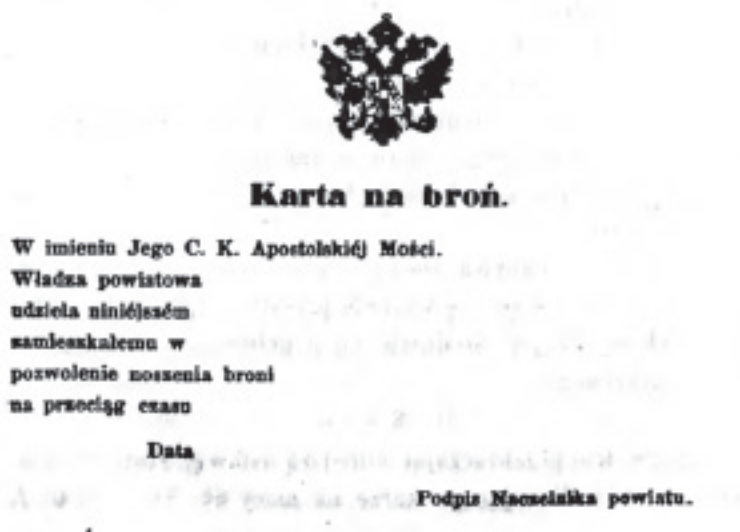 Karta na broń.
W imieniu Jego C. K. Apostolskiéj Mości.
Władza powiatowa
udziela niniéjszém
zamieszkałemu w
pozwolenie noszenia broni
na przeciąg czasu
Data
Podpis Naczelnika powiatu.